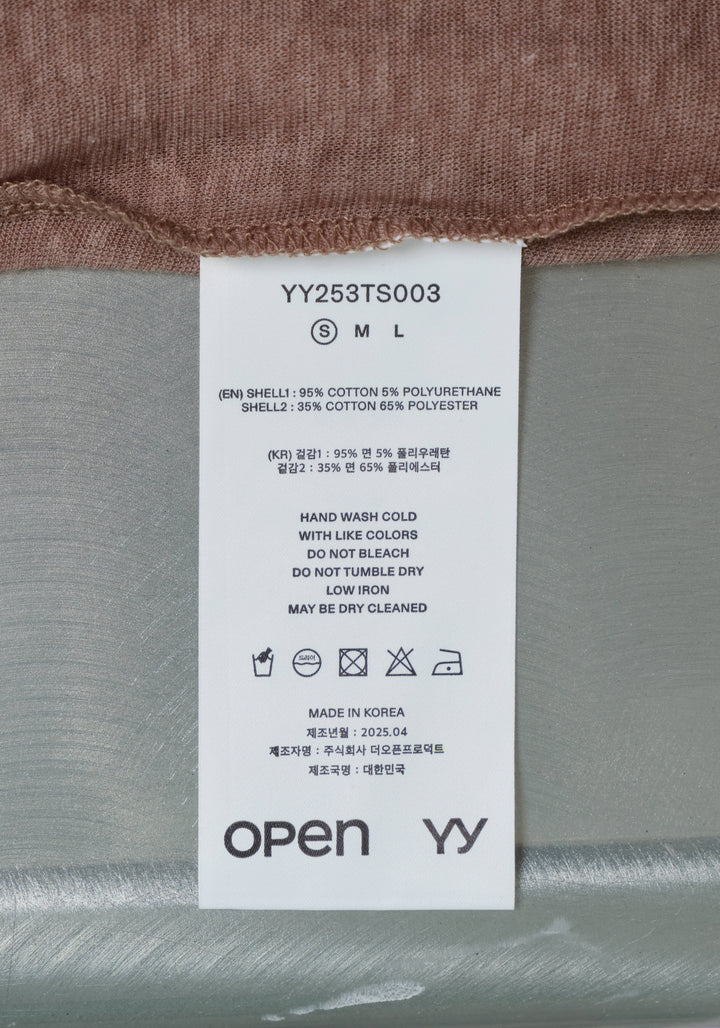 YY253TS003
S M L
(EN) SHELL1 : 95% COTTON 5% POLYURETHANE
SHELL2 : 35% COTTON 65% POLYESTER
(KR) 겉감1 : 95% 면 5% 폴리우레탄
겉감2 : 35% 면 65% 폴리에스터
HAND WASH COLD
WITH LIKE COLORS
DO NOT BLEACH
DO NOT TUMBLE DRY
LOW IRON
MAY BE DRY CLEANED
드라이
MADE IN KOREA
제조년월 : 2025.04
제조자명 : 주식회사 더오픈프로덕트
제조국명 : 대한민국
OPEN YY